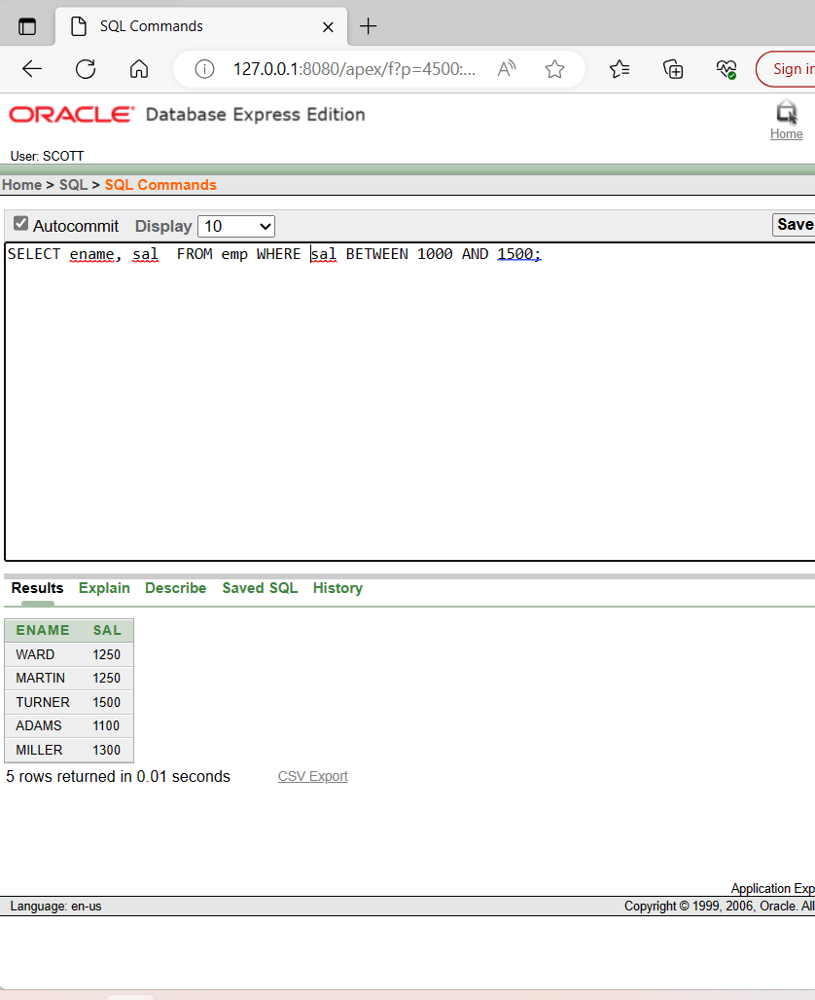 SQL Commands
127.0.0.1:8080/apex/f?p=4500:...
Sign in
ORACLE® Database Express Edition
Home
User: SCOTT
Home > SQL > SQL Commands
Autocommit Display 10 Save
SELECT ename, sal  FROM emp WHERE sal BETWEEN 1000 AND 1500;
Results Explain Describe Saved SQL History
ENAME SAL
WARD 1250
MARTIN 1250
TURNER 1500
ADAMS 1100
MILLER 1300
5 rows returned in 0.01 seconds CSV Export
Application Exp
Language: en-us Copyright © 1999, 2006, Oracle. All